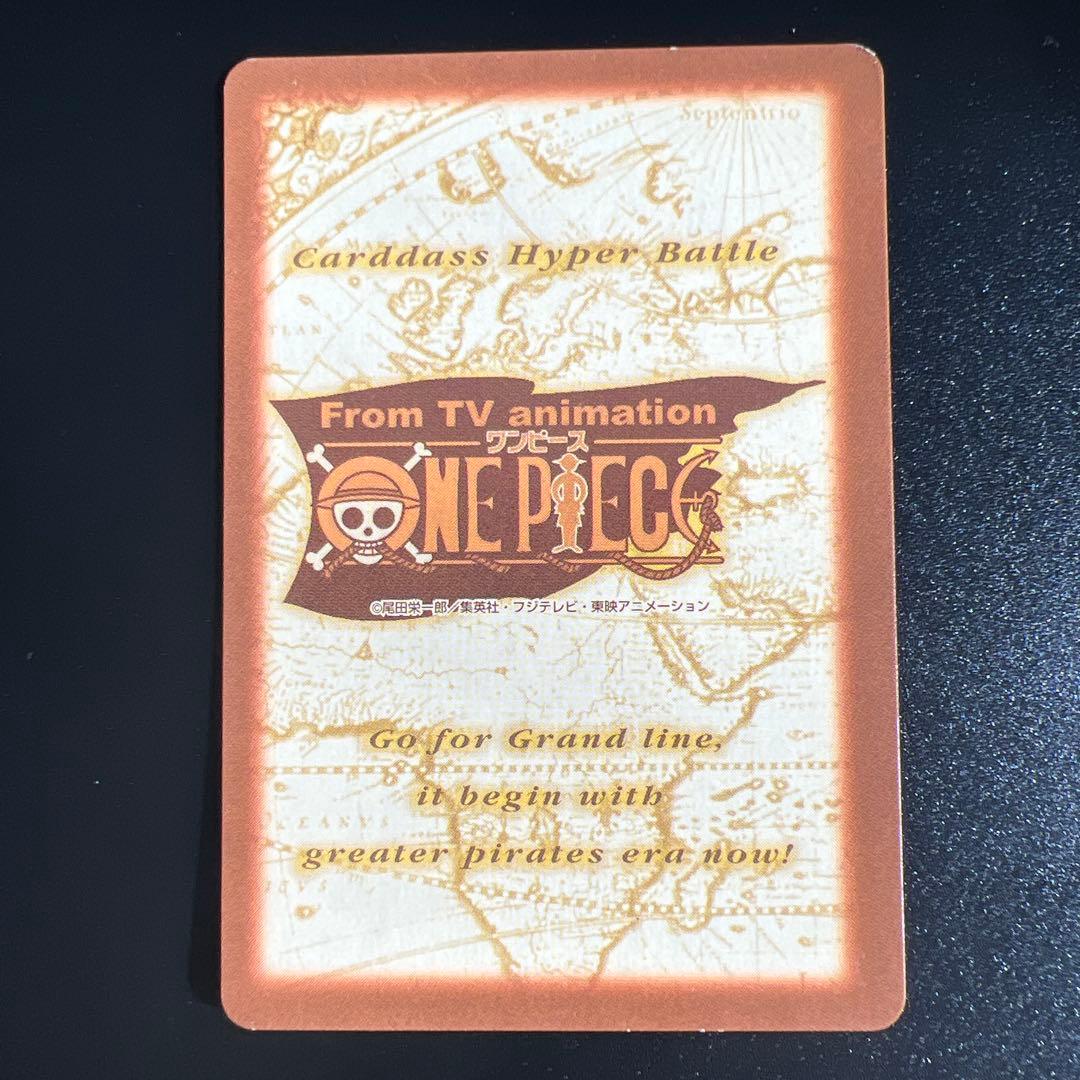 Septentrio
Carddass Hyper Battle
From TV animation
ワンピース
ONE PIECE
©尾田栄一郎/集英社・フジテレビ・東映アニメーション
Go for Grand line,
it begin with
greater pirates era now!